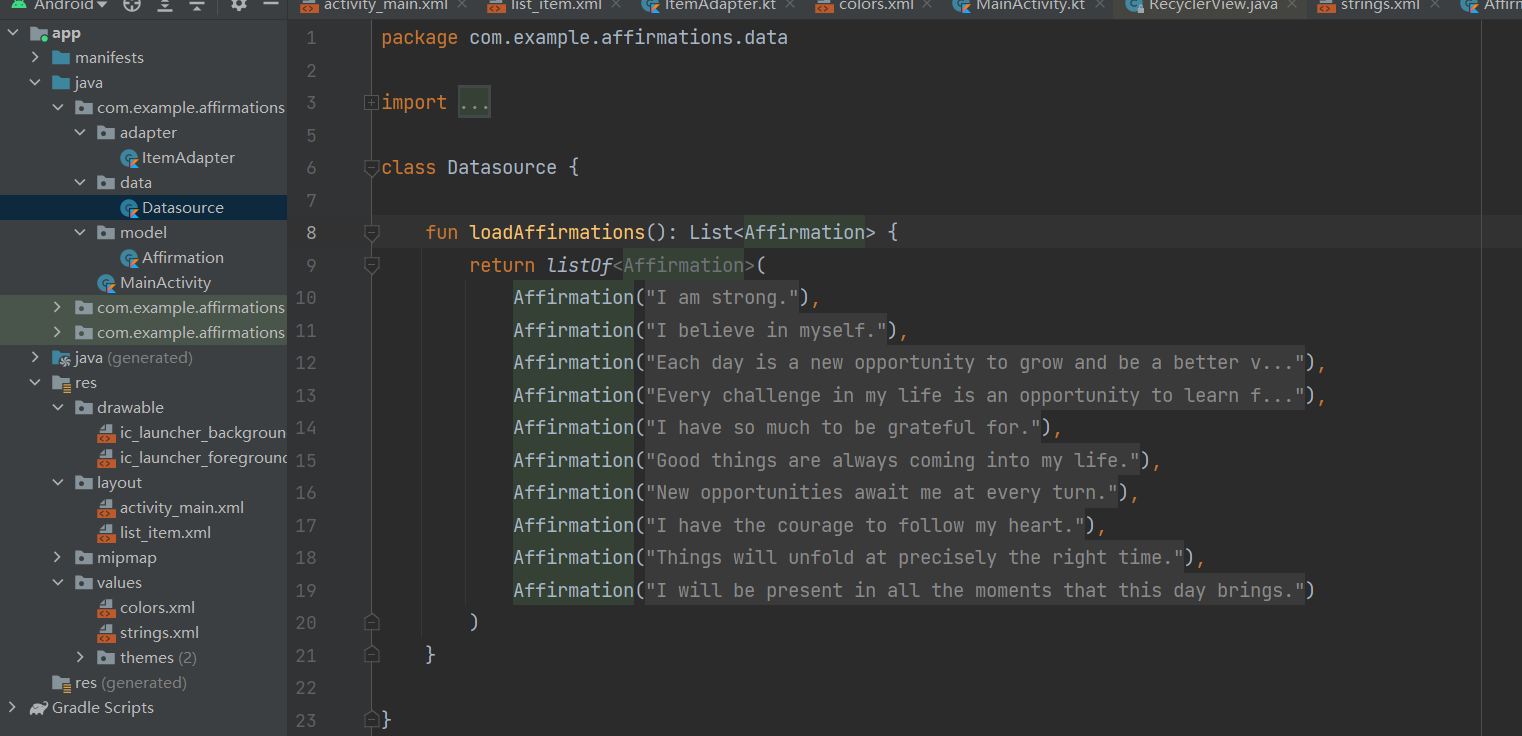 Android
activity_main.xml
list_item.xml
ItemAdapter.kt
colors.xml
MainActivity.kt
RecyclerView.java
strings.xml
app
manifests
java
com.example.affirmations
adapter
ItemAdapter
data
Datasource
model
Affirmation
MainActivity
com.example.affirmations
com.example.affirmations
java (generated)
res
drawable
ic_launcher_backgroun
ic_launcher_foreground
layout
activity_main.xml
list_item.xml
mipmap
values
colors.xml
strings.xml
themes (2)
res (generated)
Gradle Scripts
1 package com.example.affirmations.data
2
3 import ...
5
6 class Datasource {
7
8 fun loadAffirmations(): List<Affirmation> {
9 return listOf<Affirmation>(
10 Affirmation("I am strong."),
11 Affirmation("I believe in myself."),
12 Affirmation("Each day is a new opportunity to grow and be a better v..."),
13 Affirmation("Every challenge in my life is an opportunity to learn f..."),
14 Affirmation("I have so much to be grateful for."),
15 Affirmation("Good things are always coming into my life."),
16 Affirmation("New opportunities await me at every turn."),
17 Affirmation("I have the courage to follow my heart."),
18 Affirmation("Things will unfold at precisely the right time."),
19 Affirmation("I will be present in all the moments that this day brings.")
20 )
21 }
22
23 }